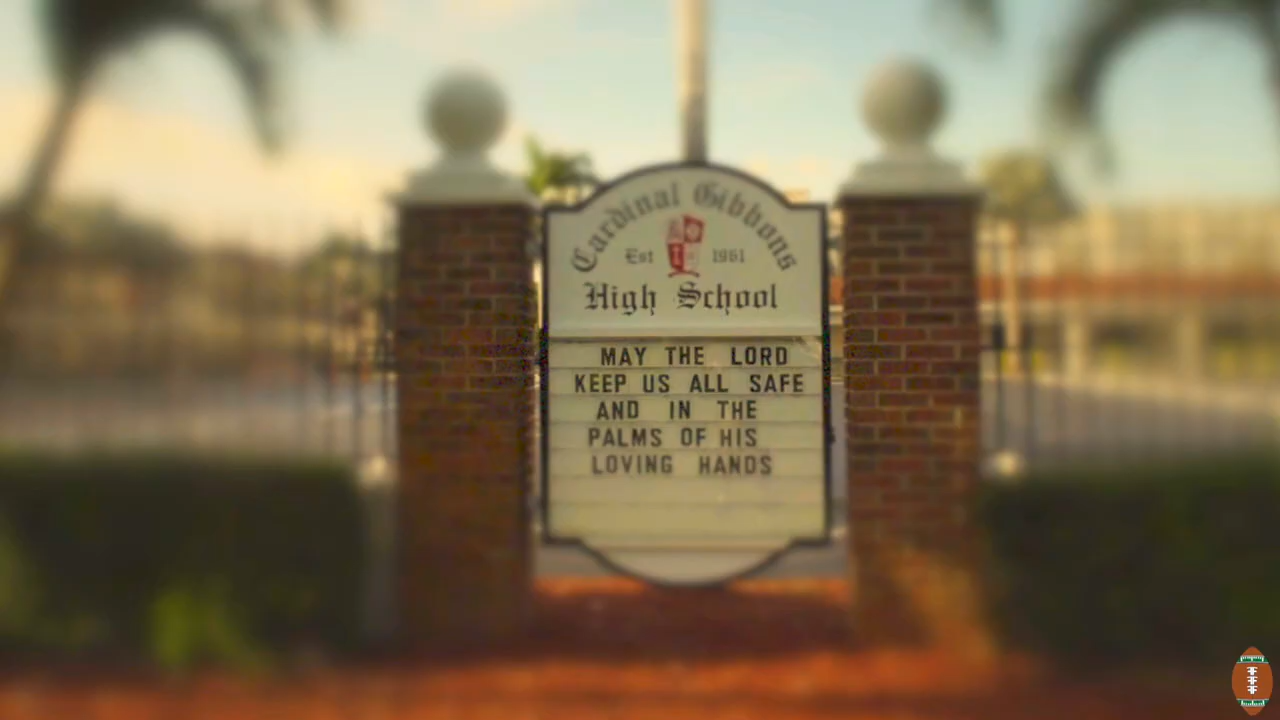 Cardinal Gibbons
Est 1961
High School
MAY THE LORD
KEEP US ALL SAFE
AND IN THE
PALMS OF HIS
LOVING HANDS